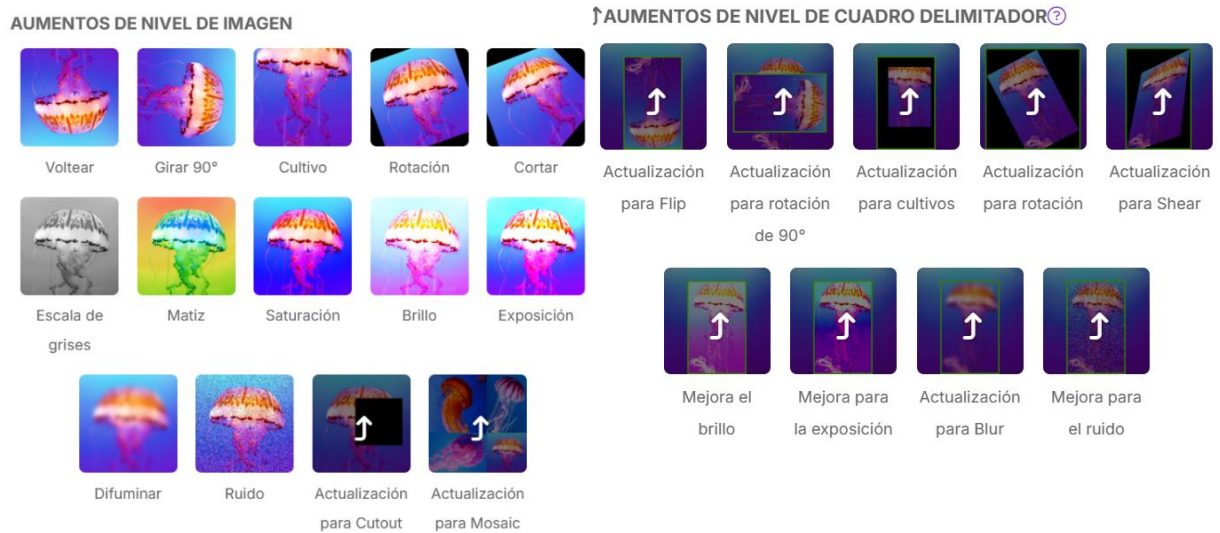 AUMENTOS DE NIVEL DE IMAGEN
Voltear
Girar 90°
Cultivo
Rotación
Cortar
Escala de
grises
Matiz
Saturación
Brillo
Exposición
Difuminar
Ruido
Actualización
para Cutout
Actualización
para Mosaic
AUMENTOS DE NIVEL DE CUADRO DELIMITADOR?
Actualización
para Flip
Actualización
para rotación
de 90°
Actualización
para cultivos
Actualización
para rotación
Actualización
para Shear
Mejora el
brillo
Mejora para
la exposición
Actualización
para Blur
Mejora para
el ruido